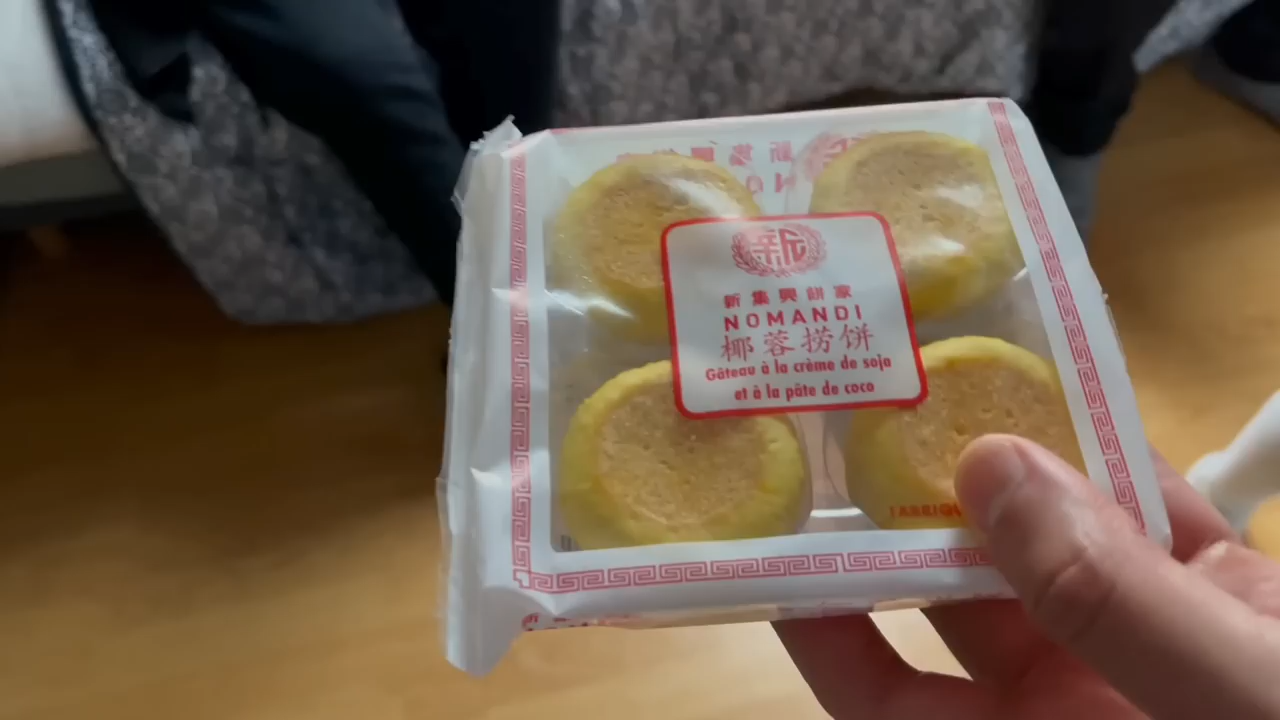 新
新集興餅家
NOMANDI
椰蓉捞饼
Gâteau à la crème de soja
et à la pâte de coco